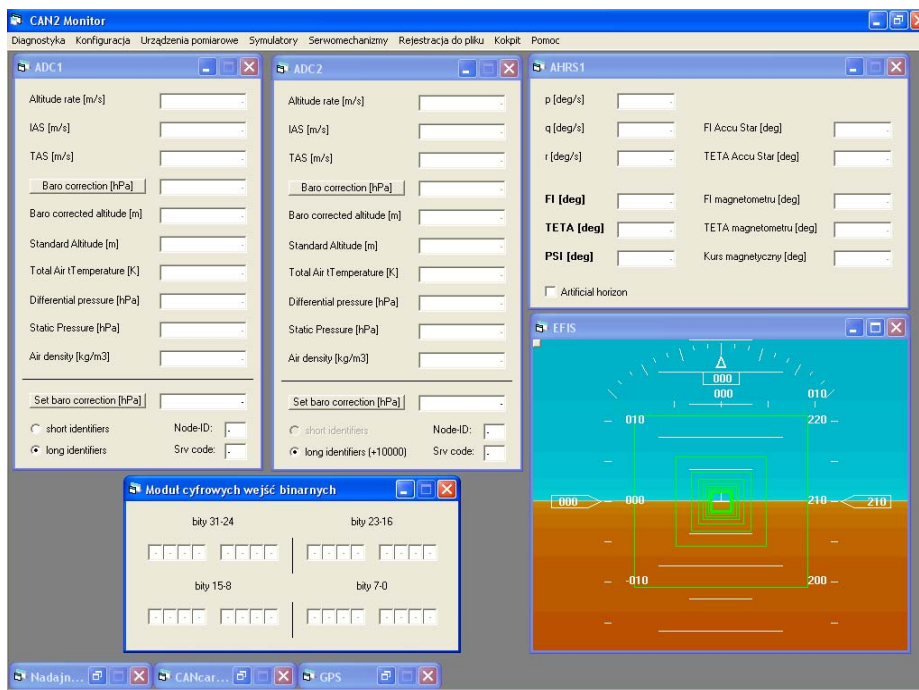 CAN2 Monitor
Diagnostyka Konfiguracja Urządzenia pomiarowe Symulatory Serwomechanizmy Rejestracja do pliku Kokpit Pomoc
ADC1
Altitude rate [m/s] -
IAS [m/s] -
TAS [m/s] -
Baro correction [hPa] -
Baro corrected altitude [m] -
Standard Altitude [m] -
Total Air tTemperature [K] -
Differential pressure [hPa] -
Static Pressure [hPa] -
Air density [kg/m3] -
Set baro correction [hPa] -
short identifiers Node-ID: -
long identifiers Srv code: -
ADC2
Altitude rate [m/s] -
IAS [m/s] -
TAS [m/s] -
Baro correction [hPa] -
Baro corrected altitude [m] -
Standard Altitude [m] -
Total Air tTemperature [K] -
Differential pressure [hPa] -
Static Pressure [hPa] -
Air density [kg/m3] -
Set baro correction [hPa] -
short identifiers Node-ID: -
long identifiers (+10000) Srv code: -
AHRS1
p [deg/s] -
q [deg/s] - FI Accu Star [deg] -
r [deg/s] - TETA Accu Star [deg] -
FI [deg] - FI magnetometru [deg] -
TETA [deg] - TETA magnetometru [deg] -
PSI [deg] - Kurs magnetyczny [deg] -
Artificial horizon
EFIS
000
000 010
010 220
000 000 210 210
-010 200
Moduł cyfrowych wejść binarnych
bity 31-24 bity 23-16
- - - - - - - - - - - - - - - -
bity 15-8 bity 7-0
- - - - - - - - - - - - - - - -
Nadajn... CANcar... GPS